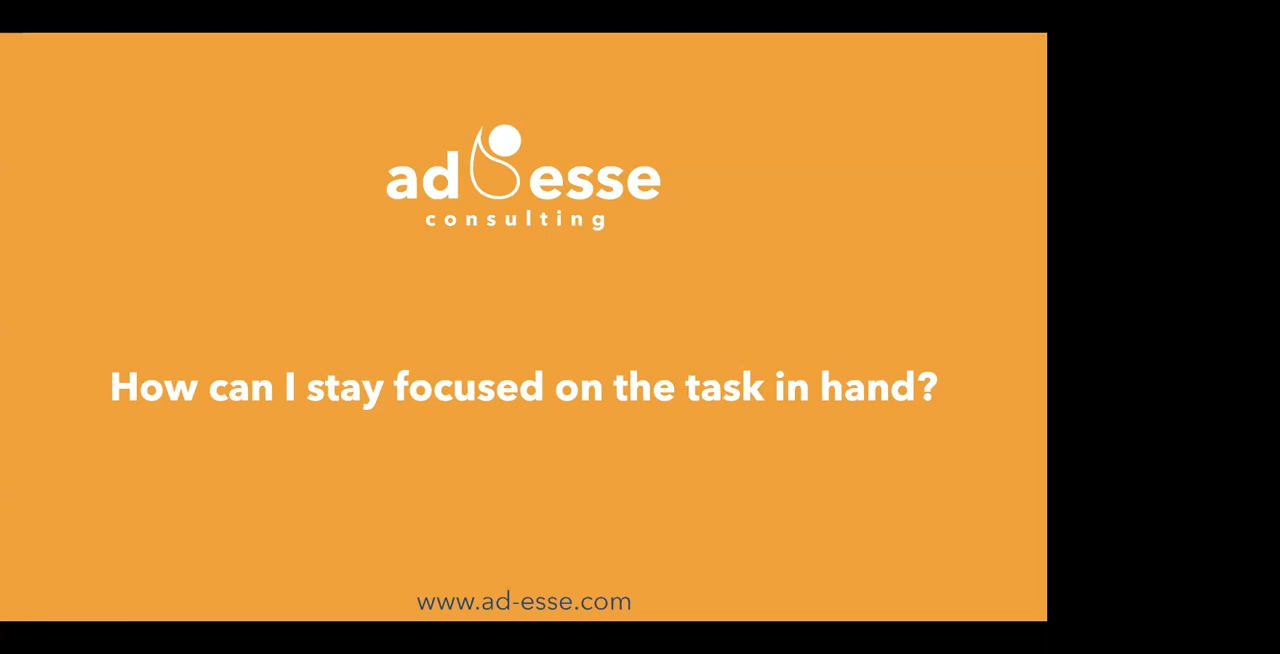 ad esse
consulting
How can I stay focused on the task in hand?
www.ad-esse.com